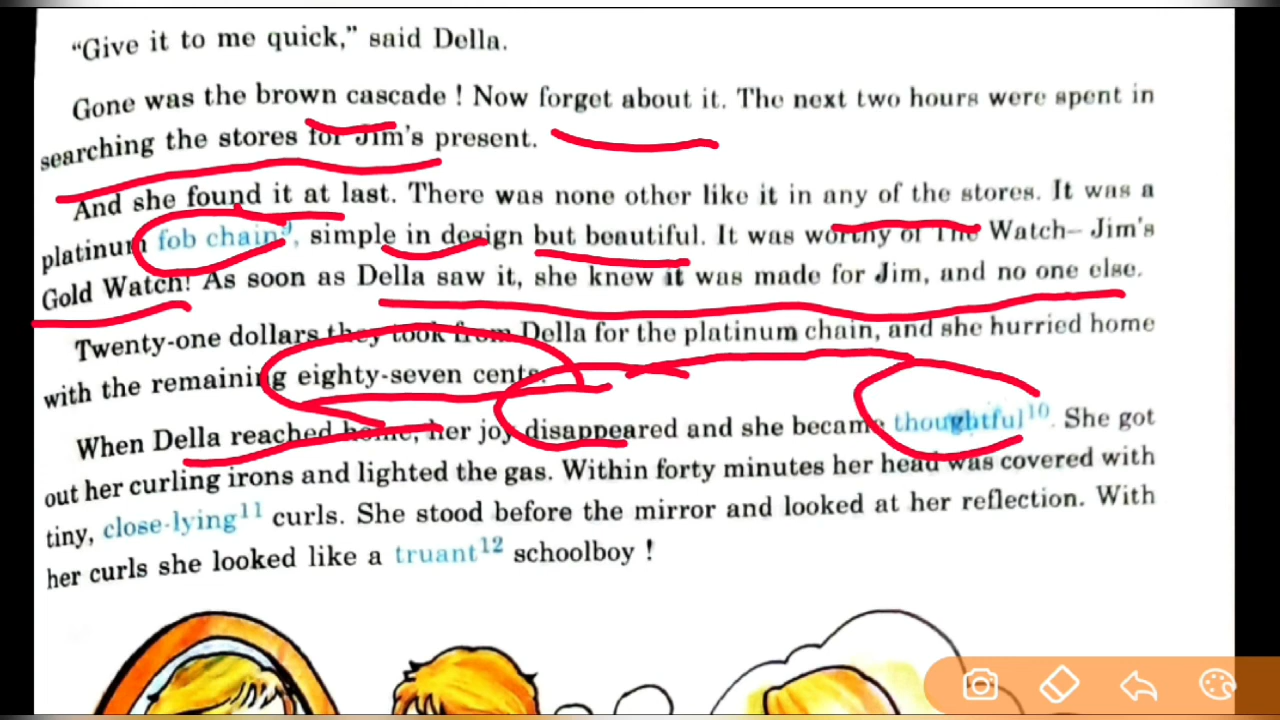 “Give it to me quick,” said Della.
Gone was the brown cascade ! Now forget about it. The next two hours were spent in
searching the stores for Jim's present.
And she found it at last. There was none other like it in any of the stores. It was a
platinum fob chain9, simple in design but beautiful. It was worthy of The Watch– Jim's
Gold Watch! As soon as Della saw it, she knew it was made for Jim, and no one else.
Twenty-one dollars they took from Della for the platinum chain, and she hurried home
with the remaining eighty-seven cents.
When Della reached home, her joy disappeared and she became thoughtful10. She got
out her curling irons and lighted the gas. Within forty minutes her head was covered with
tiny, close-lying11 curls. She stood before the mirror and looked at her reflection. With
her curls she looked like a truant12 schoolboy !